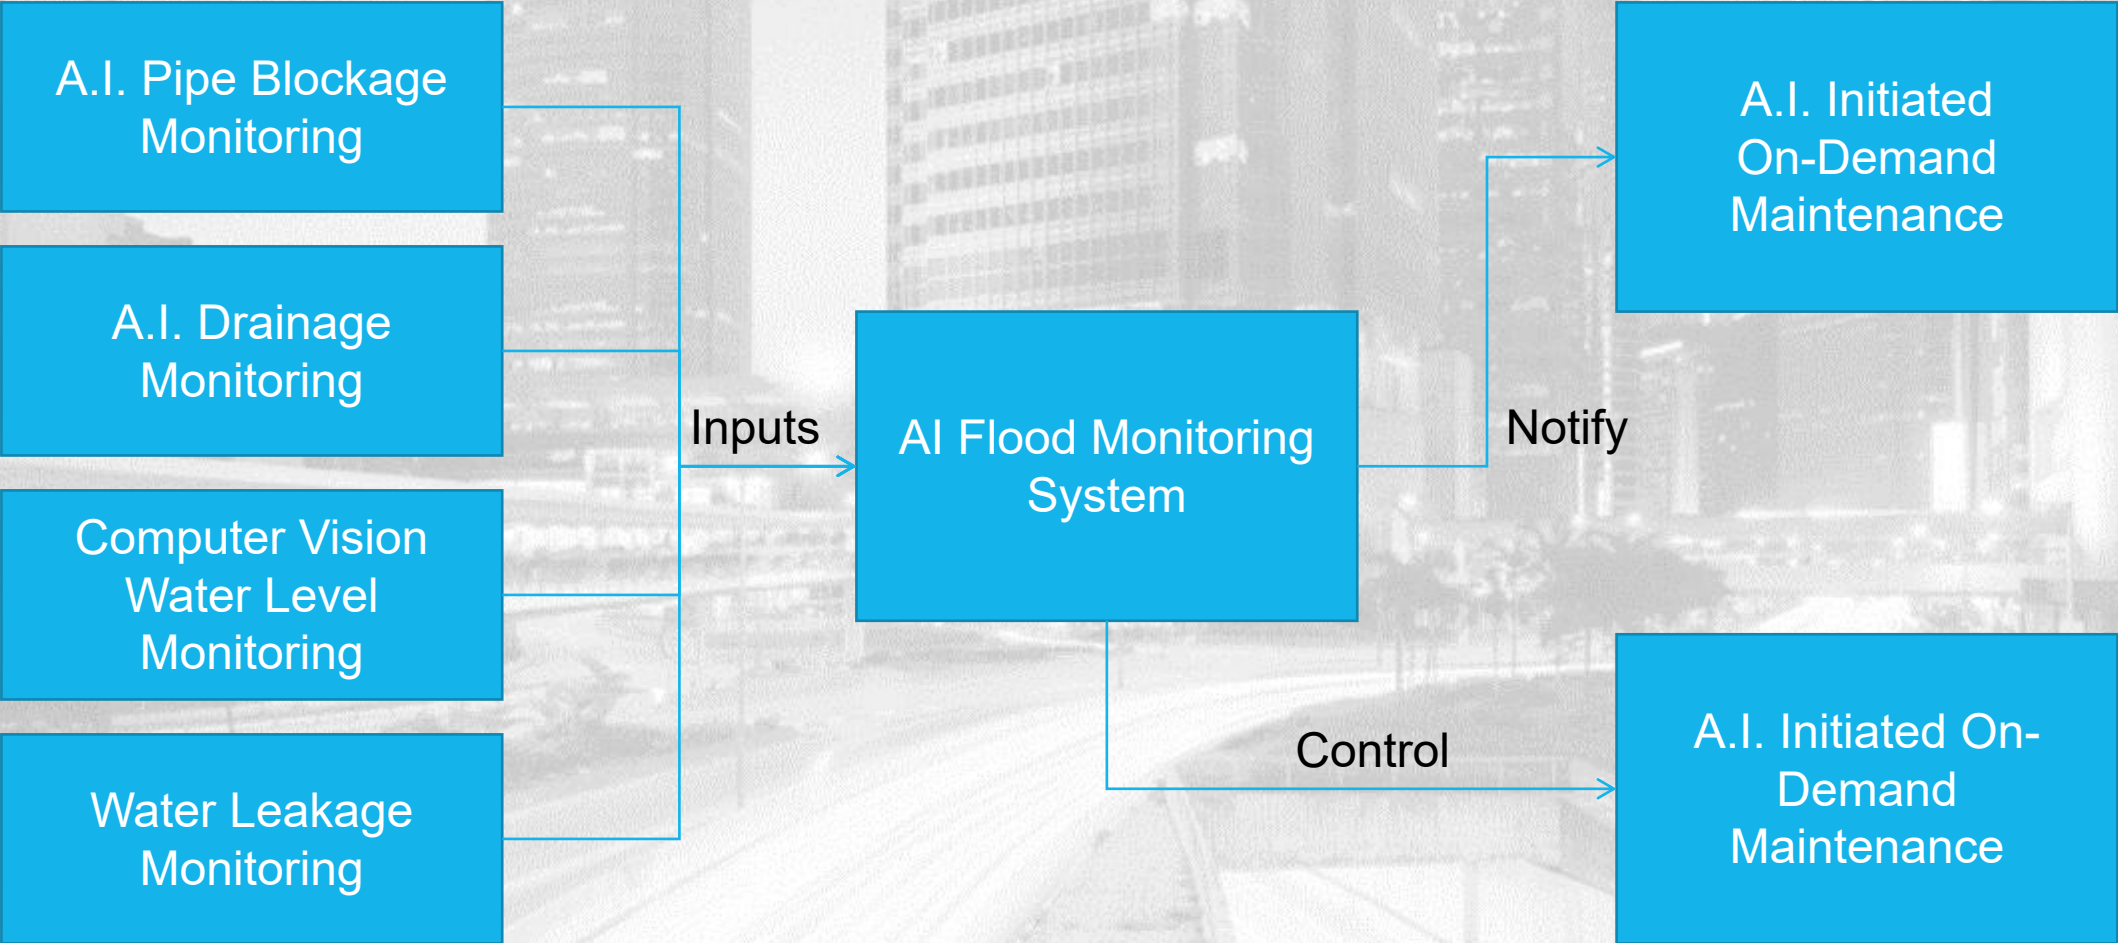 A.I. Pipe Blockage
Monitoring
A.I. Drainage
Monitoring
Computer Vision
Water Level
Monitoring
Water Leakage
Monitoring
Inputs
AI Flood Monitoring
System
Notify
Control
A.I. Initiated
On-Demand
Maintenance
A.I. Initiated On-
Demand
Maintenance